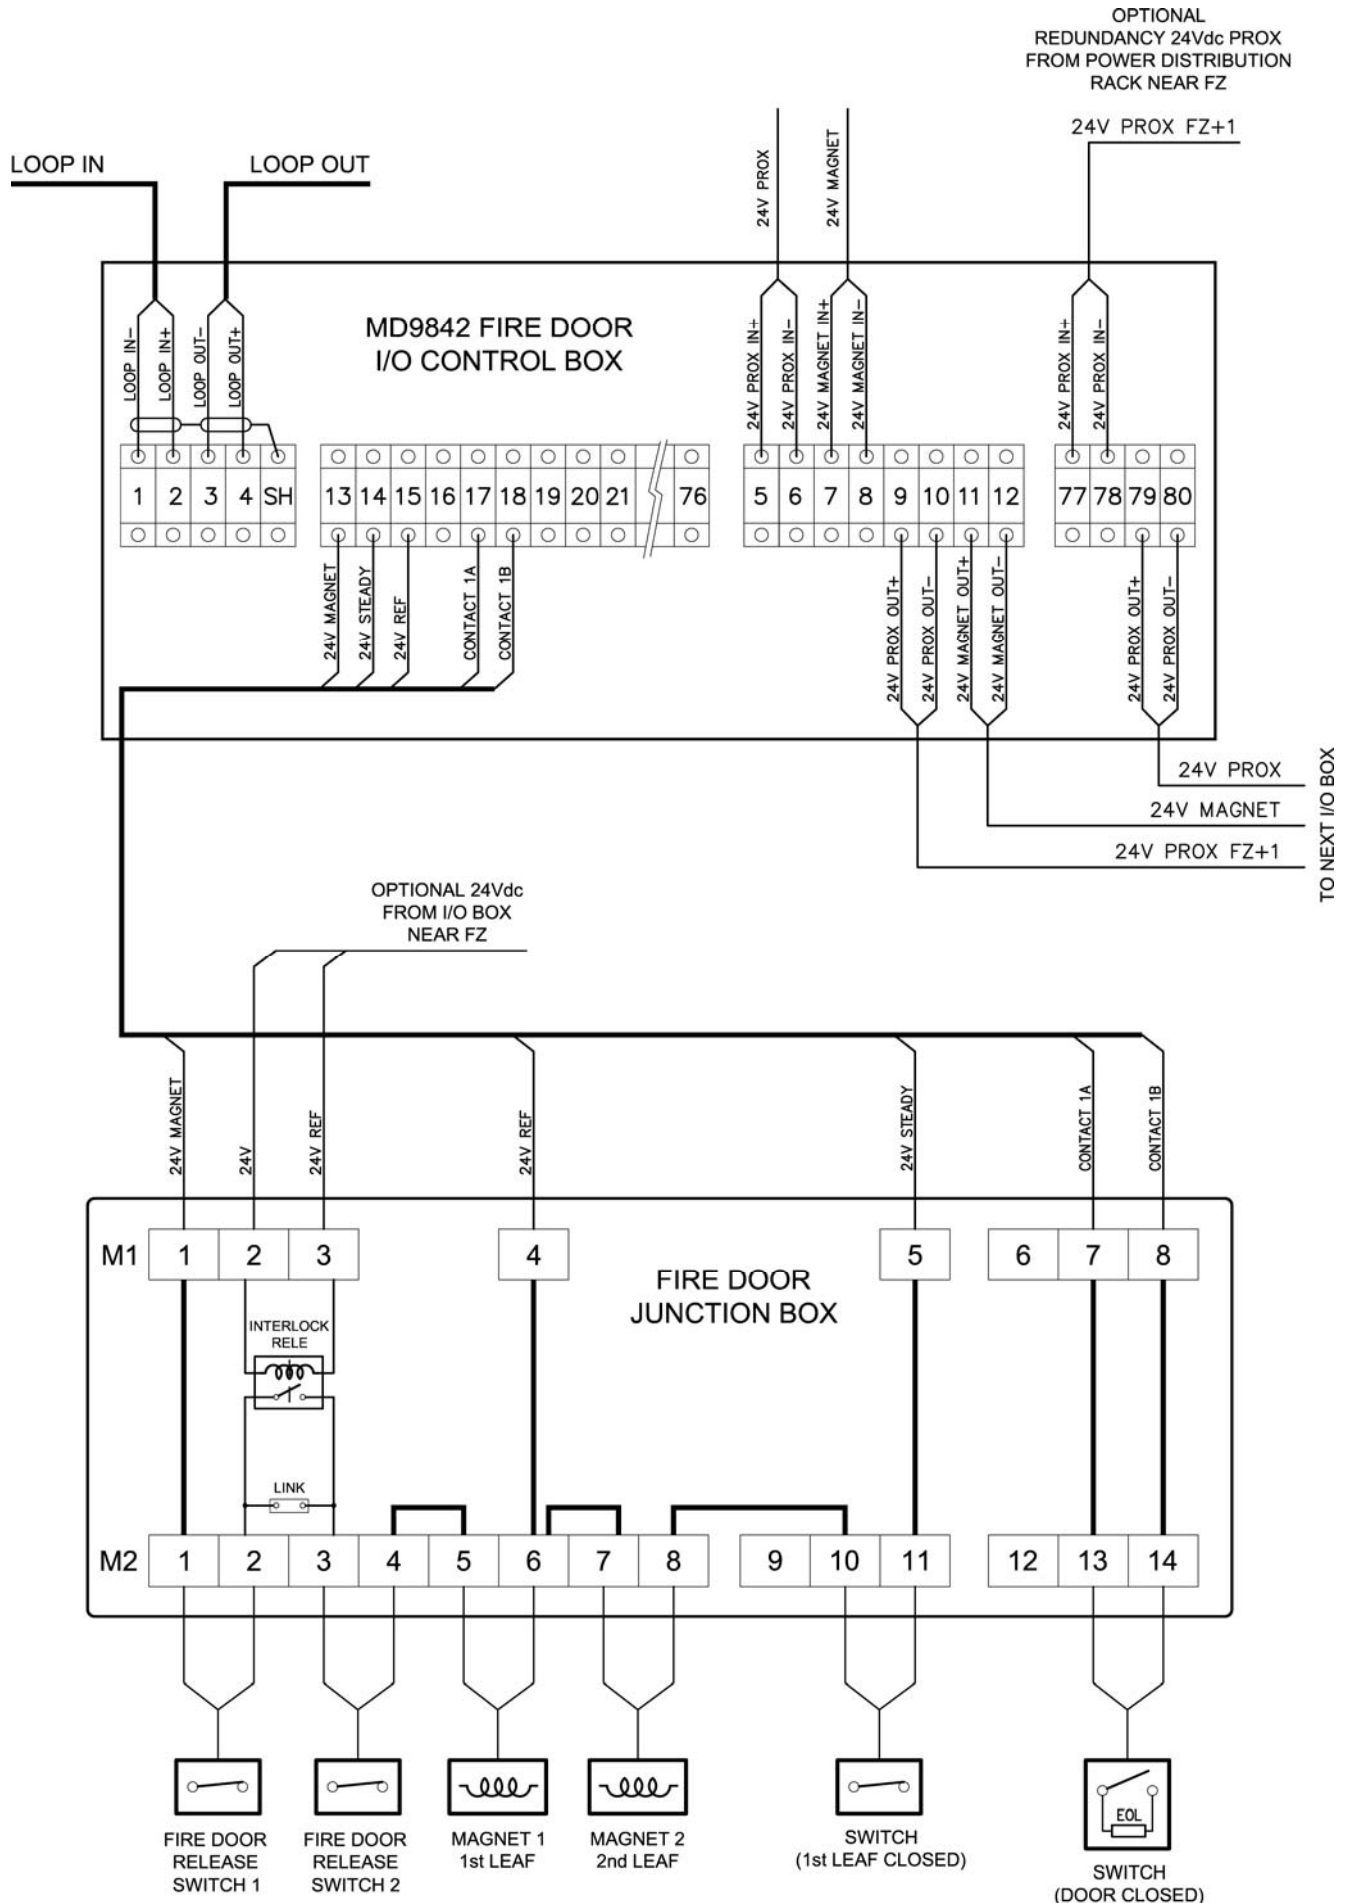 OPTIONAL
REDUNDANCY 24Vdc PROX
FROM POWER DISTRIBUTION
RACK NEAR FZ
24V PROX FZ+1
LOOP IN
LOOP OUT
24V PROX
24V MAGNET
MD9842 FIRE DOOR
I/O CONTROL BOX
LOOP IN-
LOOP IN+
LOOP OUT-
LOOP OUT+
24V PROX IN+
24V PROX IN-
24V MAGNET IN+
24V MAGNET IN-
24V PROX IN+
24V PROX IN-
1 2 3 4 SH 13 14 15 16 17 18 19 20 21 76 5 6 7 8 9 10 11 12 77 78 79 80
24V MAGNET
24V STEADY
24V REF
CONTACT 1A
CONTACT 1B
24V PROX OUT+
24V PROX OUT-
24V MAGNET OUT+
24V MAGNET OUT-
24V PROX OUT+
24V PROX OUT-
24V PROX
24V MAGNET
24V PROX FZ+1
TO NEXT I/O BOX
OPTIONAL 24Vdc
FROM I/O BOX
NEAR FZ
24V MAGNET
24V
24V REF
24V REF
24V STEADY
CONTACT 1A
CONTACT 1B
M1 1 2 3 4 5 6 7 8
FIRE DOOR
JUNCTION BOX
INTERLOCK
RELE
LINK
M2 1 2 3 4 5 6 7 8 9 10 11 12 13 14
FIRE DOOR
RELEASE
SWITCH 1
FIRE DOOR
RELEASE
SWITCH 2
MAGNET 1
1st LEAF
MAGNET 2
2nd LEAF
SWITCH
(1st LEAF CLOSED)
EOL
SWITCH
(DOOR CLOSED)